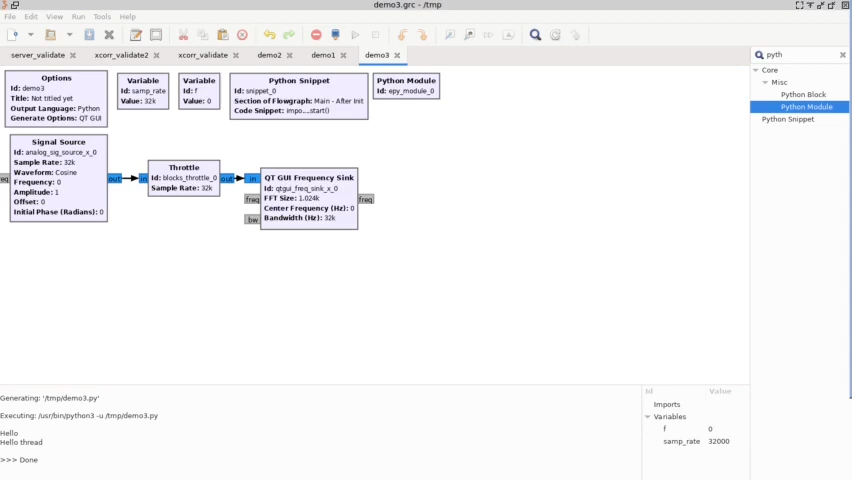 demo3.grc - /tmp
File Edit View Run Tools Help
server_validate xcorr_validate2 xcorr_validate demo2 demo1 demo3
pyth
Core
Misc
Python Block
Python Module
Python Snippet
Options
Id: demo3
Title: Not titled yet
Output Language: Python
Generate Options: QT GUI
Variable
Id: samp_rate
Value: 32k
Variable
Id: f
Value: 0
Python Snippet
Id: snippet_0
Section of Flowgraph: Main - After Init
Code Snippet: impo....start()
Python Module
Id: epy_module_0
Signal Source
Id: analog_sig_source_x_0
Sample Rate: 32k
Waveform: Cosine
Frequency: 0
Amplitude: 1
Offset: 0
Initial Phase (Radians): 0
out
in
Throttle
Id: blocks_throttle_0
Sample Rate: 32k
out
in
freq
bw
QT GUI Frequency Sink
Id: qtgui_freq_sink_x_0
FFT Size: 1.024k
Center Frequency (Hz): 0
Bandwidth (Hz): 32k
freq
Generating: '/tmp/demo3.py'
Executing: /usr/bin/python3 -u /tmp/demo3.py
Hello
Hello thread
>>> Done
Id Value
Imports
Variables
f 0
samp_rate 32000